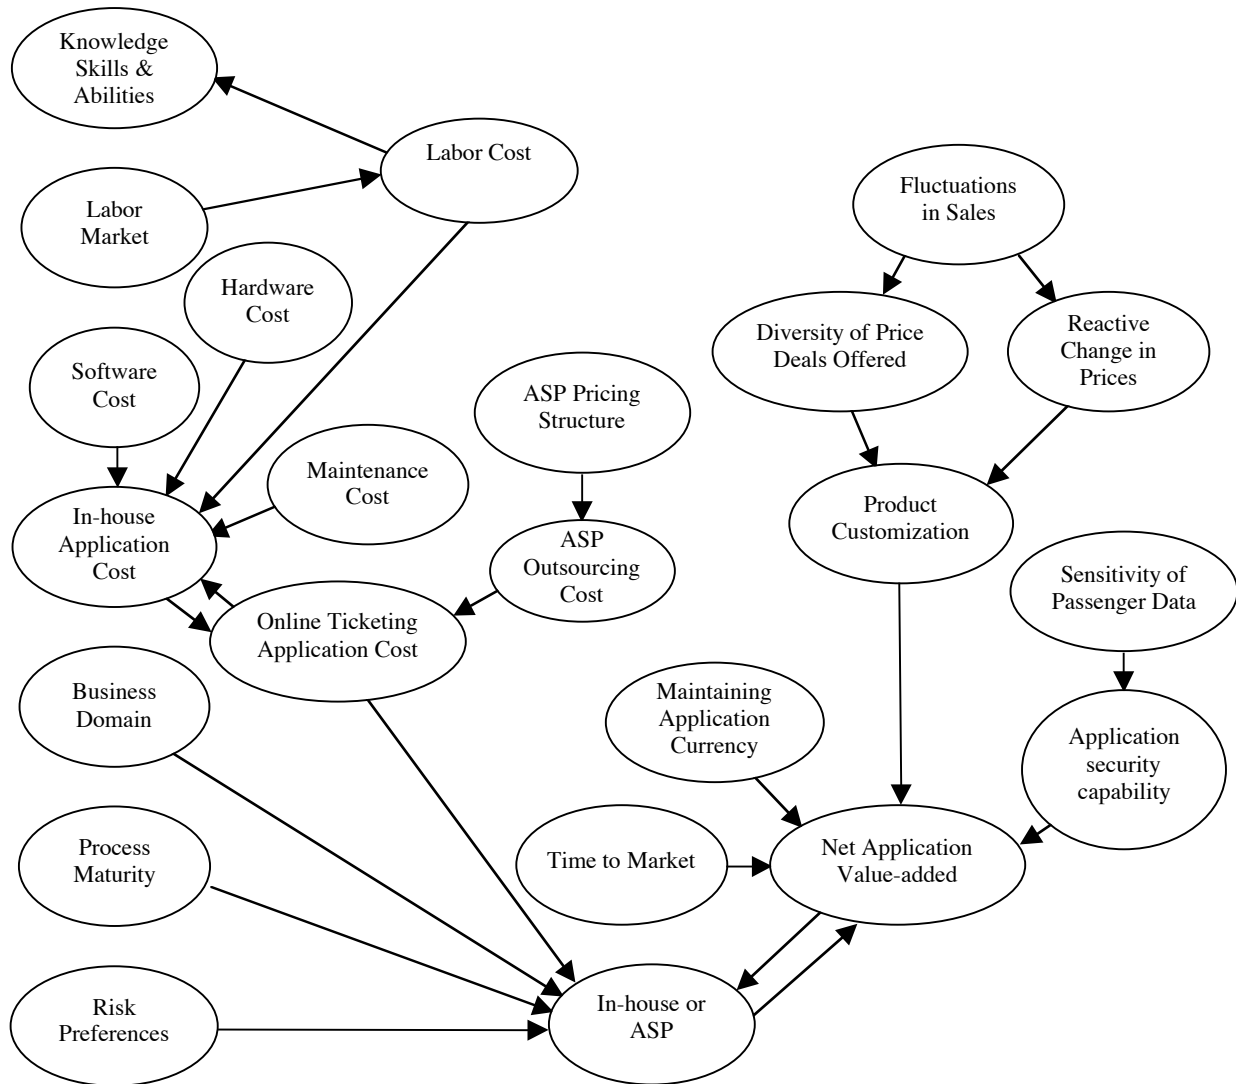 Knowledge
Skills &
Abilities
Labor Cost
Labor
Market
Fluctuations
in Sales
Hardware
Cost
Software
Cost
Diversity of Price
Deals Offered
Reactive
Change in
Prices
ASP Pricing
Structure
Maintenance
Cost
In-house
Application
Cost
Product
Customization
ASP
Outsourcing
Cost
Sensitivity of
Passenger Data
Online Ticketing
Application Cost
Business
Domain
Maintaining
Application
Currency
Application
security
capability
Process
Maturity
Time to Market
Net Application
Value-added
Risk
Preferences
In-house or
ASP